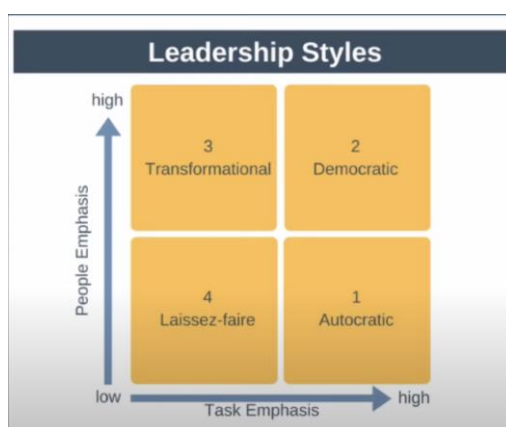 Leadership Styles
high
3
Transformational
2
Democratic
People Emphasis
4
Laissez-faire
1
Autocratic
low
Task Emphasis
high